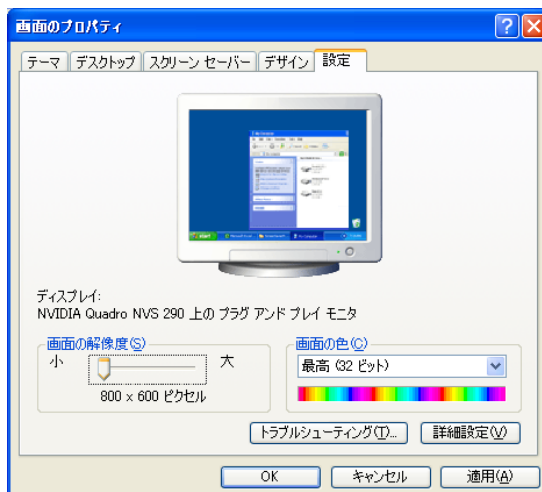 画面のプロパティ
テーマ デスクトップ スクリーン セーバー デザイン 設定
ディスプレイ:
NVIDIA Quadro NVS 290 上の プラグ アンド プレイ モニタ
画面の解像度(S)
小 大
800 x 600 ピクセル
画面の色(C)
最高 (32 ビット)
トラブルシューティング(T)... 詳細設定(V)
OK キャンセル 適用(A)